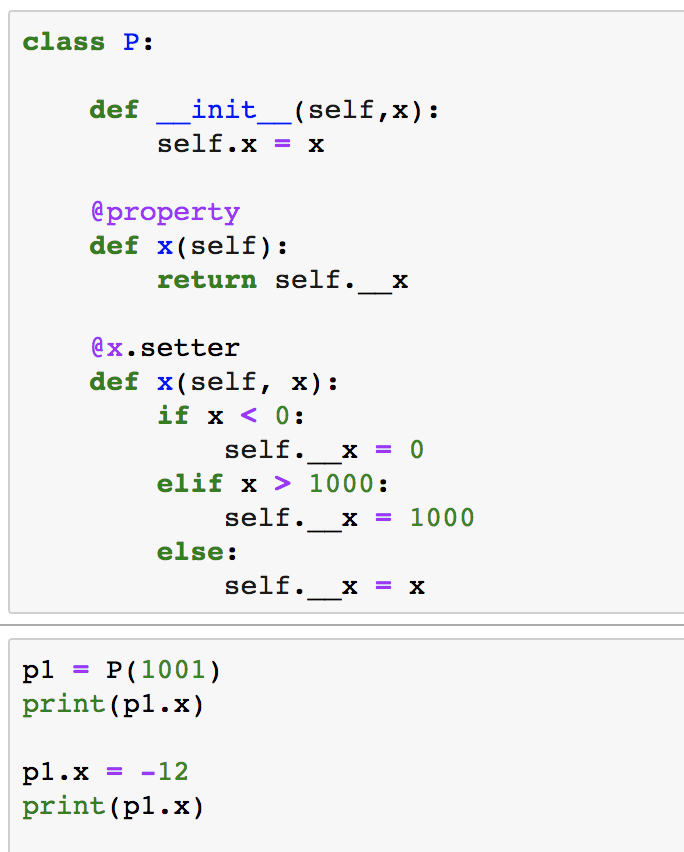 class P:
    def __init__(self,x):
        self.x = x
    @property
    def x(self):
        return self.__x
    @x.setter
    def x(self, x):
        if x < 0:
            self.__x = 0
        elif x > 1000:
            self.__x = 1000
        else:
            self.__x = x
p1 = P(1001)
print(p1.x)
p1.x = -12
print(p1.x)